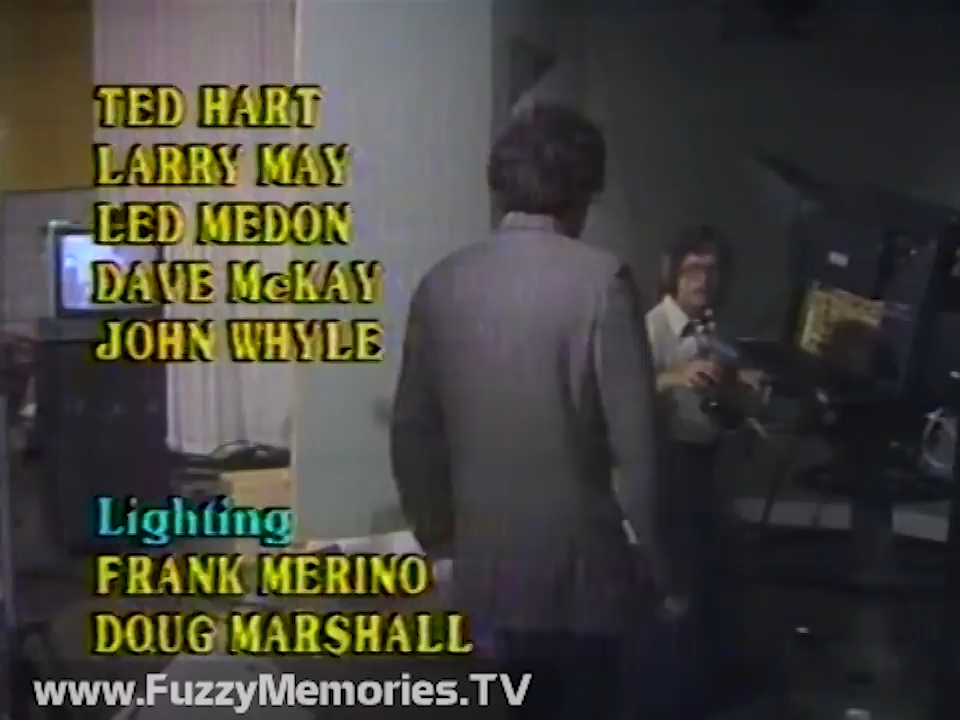 TED HART
LARRY MAY
LED MEDON
DAVE McKAY
JOHN WHYLE
Lighting
FRANK MERINO
DOUG MARSHALL
www.FuzzyMemories.TV